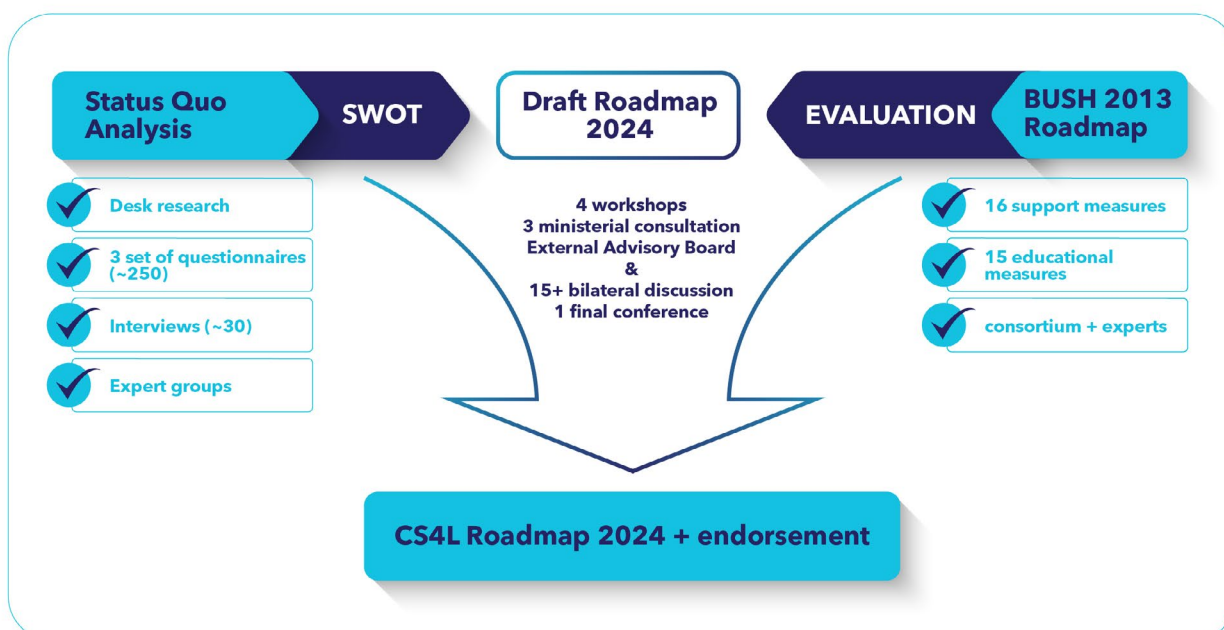 Status Quo
Analysis
SWOT
Desk research
3 set of questionnaires
(~250)
Interviews (~30)
Expert groups
Draft Roadmap
2024
4 workshops
3 ministerial consultation
External Advisory Board
&
15+ bilateral discussion
1 final conference
EVALUATION
BUSH 2013
Roadmap
16 support measures
15 educational
measures
consortium + experts
CS4L Roadmap 2024 + endorsement